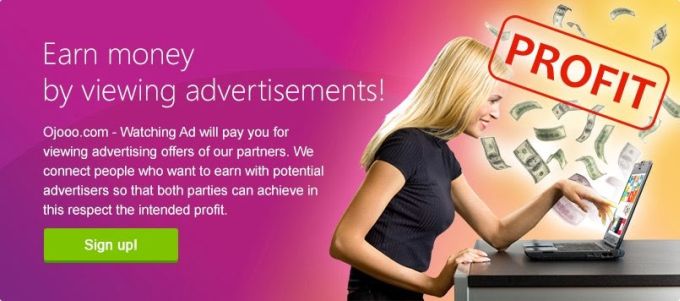 Earn money
by viewing advertisements!
Ojooo.com - Watching Ad will pay you for
viewing advertising offers of our partners. We
connect people who want to earn with potential
advertisers so that both parties can achieve in
this respect the intended profit.
Sign up!
PROFIT